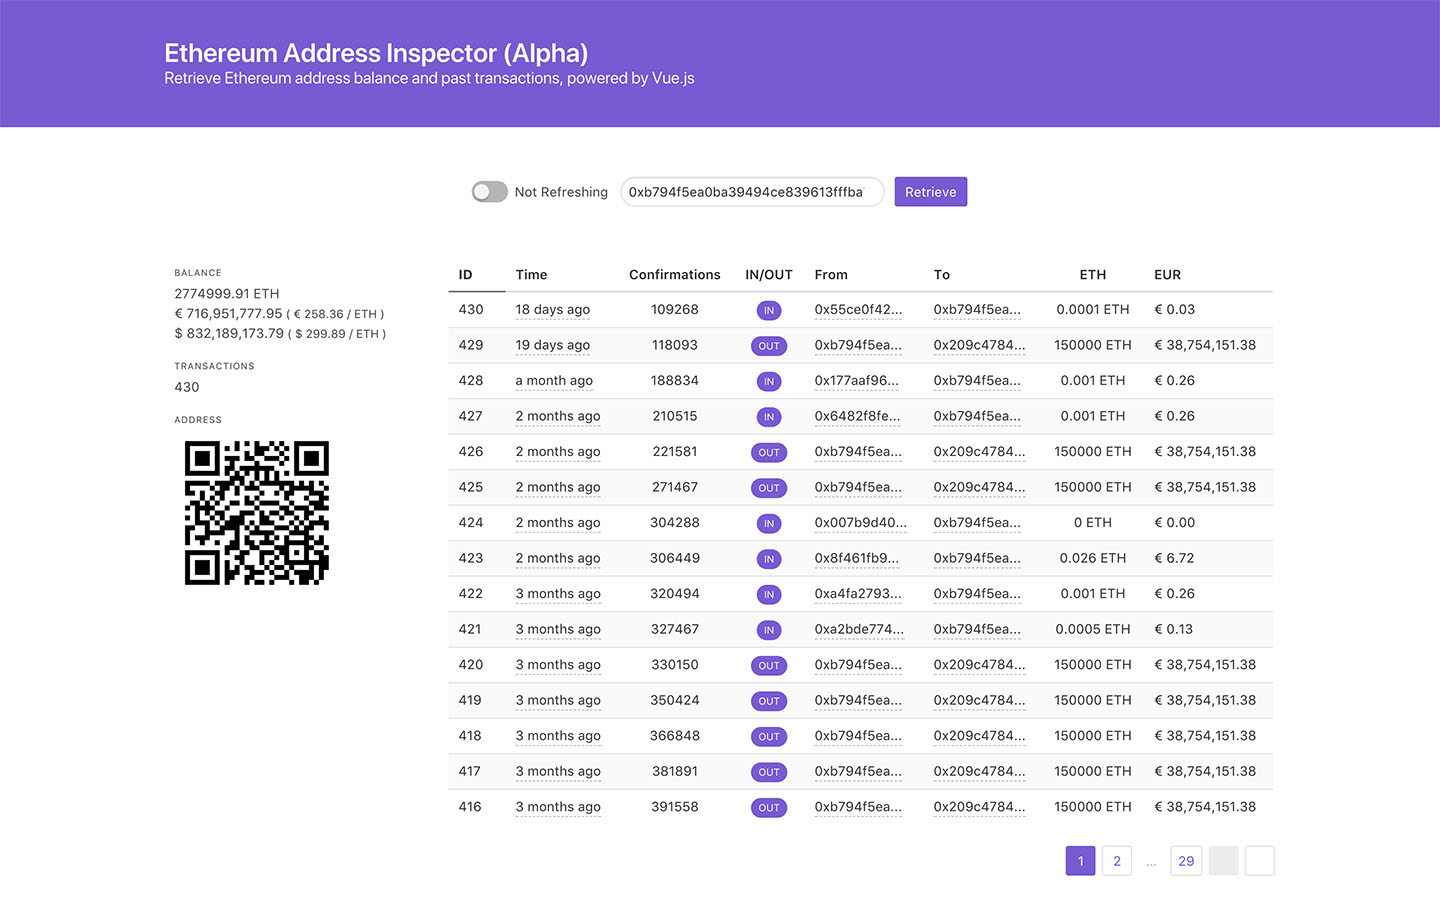 Ethereum Address Inspector (Alpha)
Retrieve Ethereum address balance and past transactions, powered by Vue.js
Not Refreshing 0xb794f5ea0ba39494ce839613fffba Retrieve
BALANCE
2774999.91 ETH
€ 716,951,777.95 ( € 258.36 / ETH )
$ 832,189,173.79 ( $ 299.89 / ETH )
TRANSACTIONS
430
ADDRESS
ID Time Confirmations IN/OUT From To ETH EUR
430 18 days ago 109268 IN 0x55ce0f42... 0xb794f5ea... 0.0001 ETH € 0.03
429 19 days ago 118093 OUT 0xb794f5ea... 0x209c4784... 150000 ETH € 38,754,151.38
428 a month ago 188834 IN 0x177aaf96... 0xb794f5ea... 0.001 ETH € 0.26
427 2 months ago 210515 IN 0x6482f8fe... 0xb794f5ea... 0.001 ETH € 0.26
426 2 months ago 221581 OUT 0xb794f5ea... 0x209c4784... 150000 ETH € 38,754,151.38
425 2 months ago 271467 OUT 0xb794f5ea... 0x209c4784... 150000 ETH € 38,754,151.38
424 2 months ago 304288 IN 0x007b9d40... 0xb794f5ea... 0 ETH € 0.00
423 2 months ago 306449 IN 0x8f461fb9... 0xb794f5ea... 0.026 ETH € 6.72
422 3 months ago 320494 IN 0xa4fa2793... 0xb794f5ea... 0.001 ETH € 0.26
421 3 months ago 327467 IN 0xa2bde774... 0xb794f5ea... 0.0005 ETH € 0.13
420 3 months ago 330150 OUT 0xb794f5ea... 0x209c4784... 150000 ETH € 38,754,151.38
419 3 months ago 350424 OUT 0xb794f5ea... 0x209c4784... 150000 ETH € 38,754,151.38
418 3 months ago 366848 OUT 0xb794f5ea... 0x209c4784... 150000 ETH € 38,754,151.38
417 3 months ago 381891 OUT 0xb794f5ea... 0x209c4784... 150000 ETH € 38,754,151.38
416 3 months ago 391558 OUT 0xb794f5ea... 0x209c4784... 150000 ETH € 38,754,151.38
1 2 ... 29